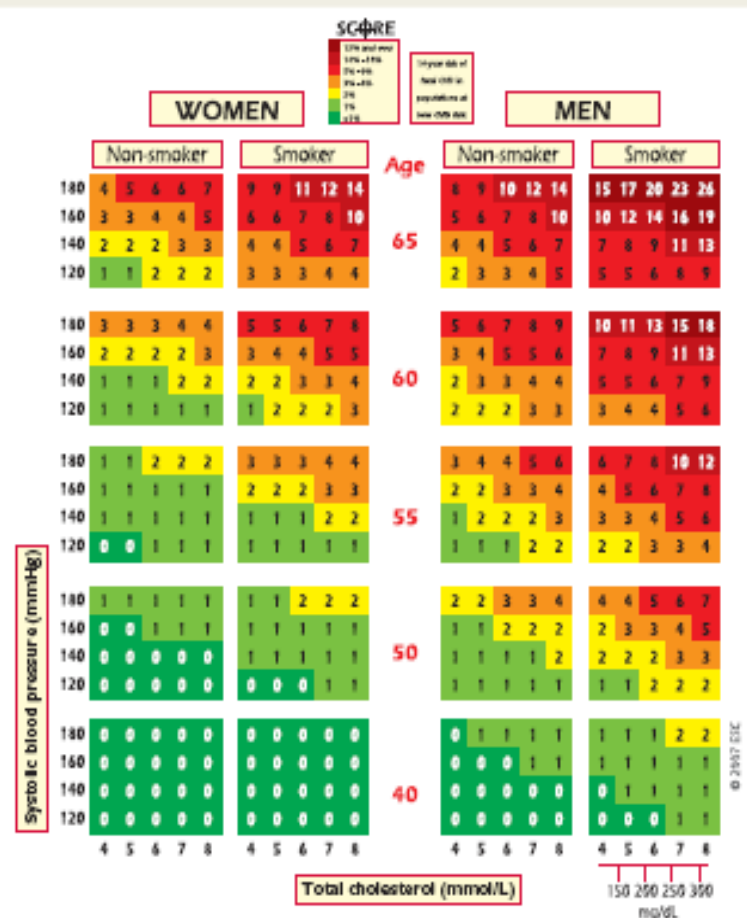 SCORE
15% and over
10%–14%
5%–9%
3%–4%
2%
1%
<1%
10-year risk of
fatal CVD in
populations at
low CVD risk
WOMEN MEN
Non-smoker Smoker Age Non-smoker Smoker
180 4 5 6 6 7 9 9 11 12 14 8 9 10 12 14 15 17 20 23 26
160 3 3 4 4 5 6 6 7 8 10 5 6 7 8 10 10 12 14 16 19
65
140 2 2 2 3 3 4 4 5 6 7 4 4 5 6 7 7 8 9 11 13
120 1 1 2 2 2 3 3 3 4 4 2 3 3 4 5 5 5 6 8 9
180 3 3 3 4 4 5 5 6 7 8 5 6 7 8 9 10 11 13 15 18
160 2 2 2 2 3 3 4 4 5 5 3 4 5 5 6 7 8 9 11 13
60
140 1 1 1 2 2 2 2 3 3 4 2 3 3 4 4 5 5 6 7 9
120 1 1 1 1 1 1 2 2 2 3 2 2 2 3 3 3 4 4 5 6
180 1 1 2 2 2 3 3 3 4 4 3 4 4 5 6 6 7 8 10 12
160 1 1 1 1 1 2 2 2 3 3 2 2 3 3 4 4 5 6 7 8
55
140 1 1 1 1 1 1 1 1 2 2 1 2 2 2 3 3 3 4 5 6
120 0 0 1 1 1 1 1 1 1 1 1 1 1 2 2 2 2 3 3 4
180 1 1 1 1 1 1 1 2 2 2 2 2 3 3 4 4 4 5 6 7
160 0 0 1 1 1 1 1 1 1 1 1 1 2 2 2 2 3 3 4 5
50
140 0 0 0 0 0 1 1 1 1 1 1 1 1 1 2 2 2 2 3 3
120 0 0 0 0 0 0 0 0 1 1 1 1 1 1 1 1 1 2 2 2
180 0 0 0 0 0 0 0 0 0 0 0 1 1 1 1 1 1 1 2 2
160 0 0 0 0 0 0 0 0 0 0 0 0 0 1 1 1 1 1 1 1
40
140 0 0 0 0 0 0 0 0 0 0 0 0 0 0 0 0 1 1 1 1
120 0 0 0 0 0 0 0 0 0 0 0 0 0 0 0 0 0 0 1 1
4 5 6 7 8 4 5 6 7 8 4 5 6 7 8 4 5 6 7 8
Systolic blood pressure (mmHg)
Total cholesterol (mmol/L)
150 200 250 300
mg/dL
© 2007 ESC